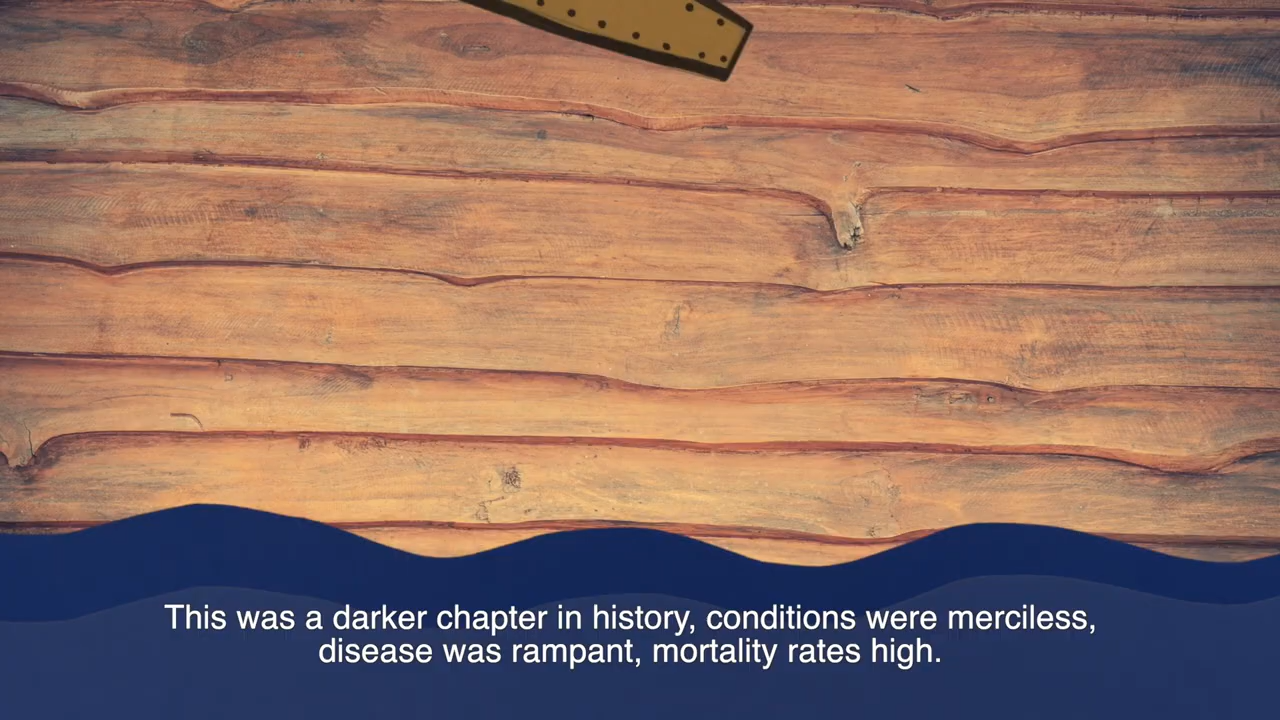 This was a darker chapter in history, conditions were merciless,
disease was rampant, mortality rates high.